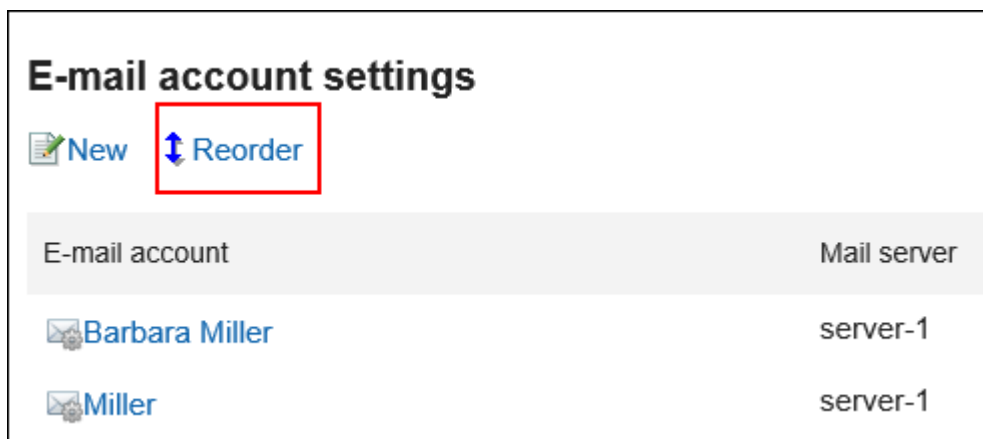 E-mail account settings
New Reorder
E-mail account Mail server
Barbara Miller server-1
Miller server-1